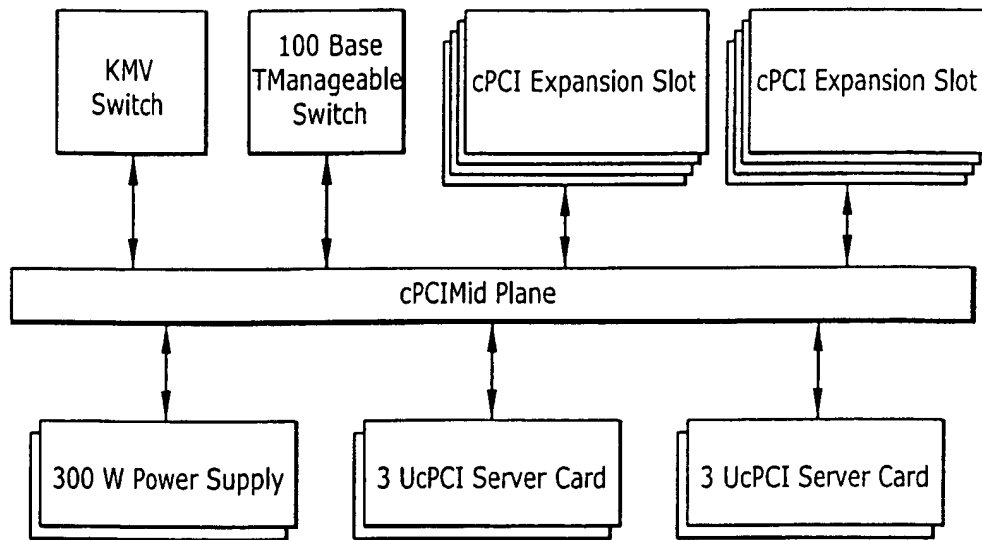 KMV
Switch
100 Base
TManageable
Switch
cPCI Expansion Slot
cPCI Expansion Slot
cPCIMid Plane
300 W Power Supply
3 UcPCI Server Card
3 UcPCI Server Card